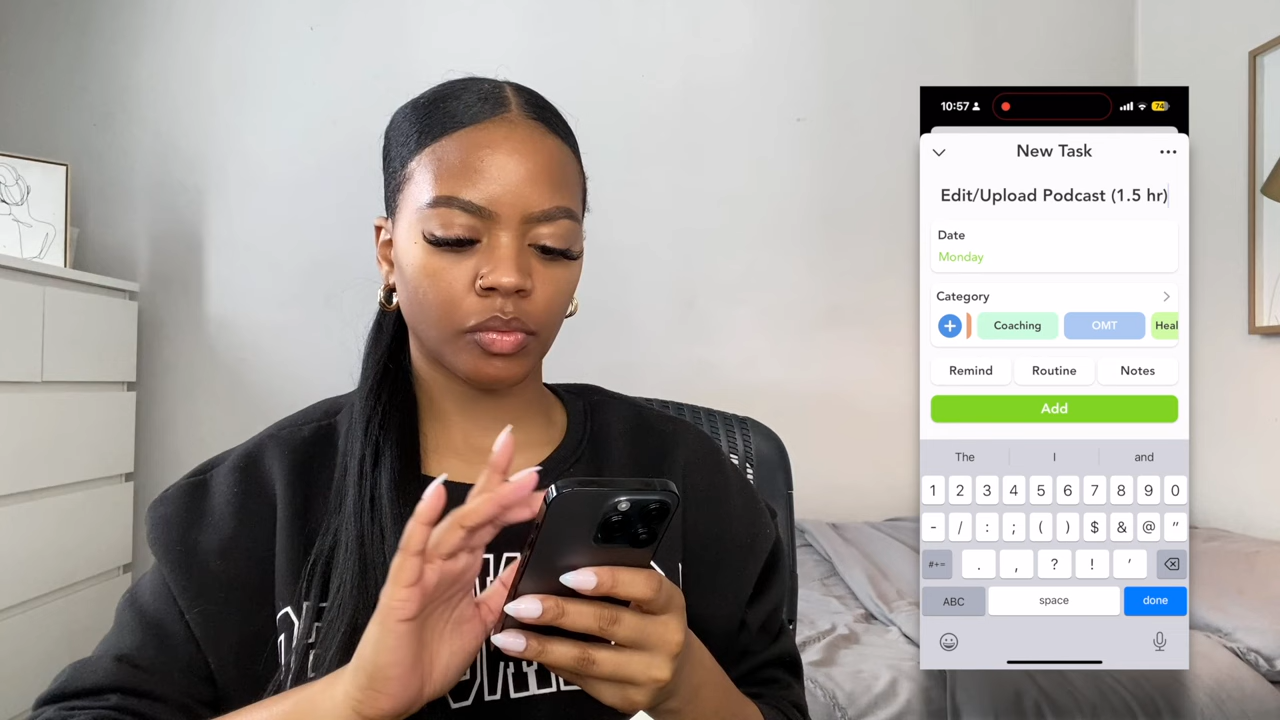 10:57
74
New Task
Edit/Upload Podcast (1.5 hr)
Date
Monday
Category
Coaching
OMT
Heal
Remind
Routine
Notes
Add
The
I
and
1 2 3 4 5 6 7 8 9 0
- / : ; ( ) $ & @ "
#+= . , ? ! '
ABC
space
done